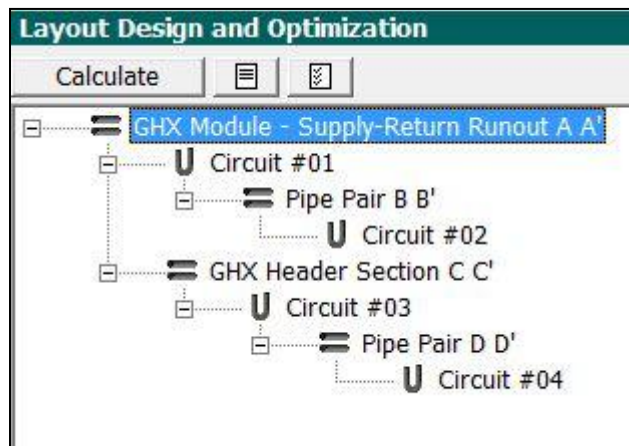 Layout Design and Optimization
Calculate
GHX Module - Supply-Return Runout A A'
Circuit #01
Pipe Pair B B'
Circuit #02
GHX Header Section C C'
Circuit #03
Pipe Pair D D'
Circuit #04